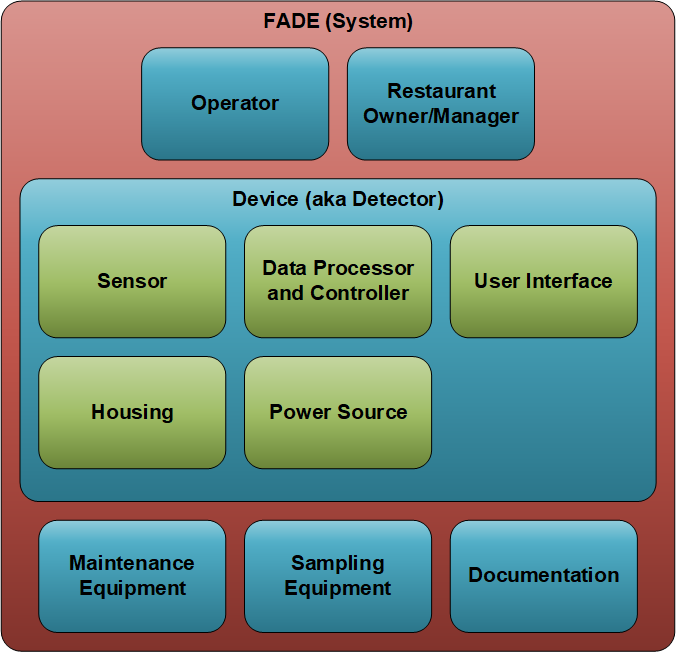 FADE (System)
Operator
Restaurant
Owner/Manager
Device (aka Detector)
Sensor
Data Processor
and Controller
User Interface
Housing
Power Source
Maintenance
Equipment
Sampling
Equipment
Documentation